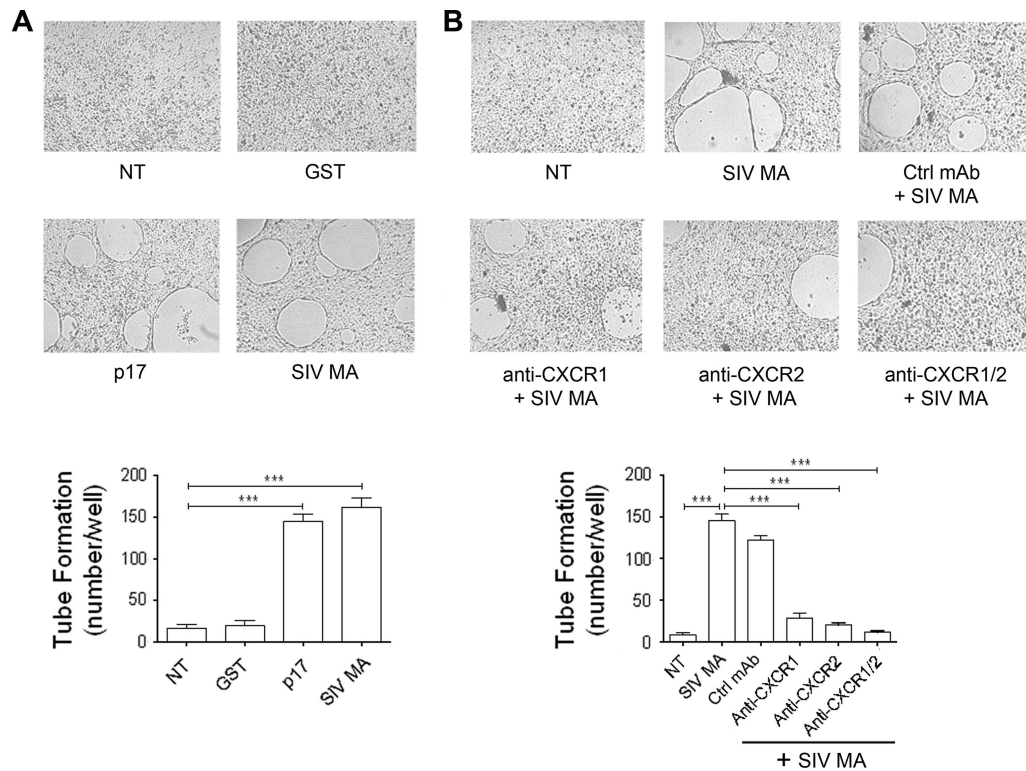 A
NT
GST
p17
SIV MA
Tube Formation
(number/well)
200
150
100
50
0
***
***
NT
GST
p17
SIV MA
B
NT
SIV MA
Ctrl mAb
+ SIV MA
anti-CXCR1
+ SIV MA
anti-CXCR2
+ SIV MA
anti-CXCR1/2
+ SIV MA
Tube Formation
(number/well)
200
150
100
50
0
***
***
***
***
NT
SIV MA
Ctrl mAb
Anti-CXCR1
Anti-CXCR2
Anti-CXCR1/2
+ SIV MA